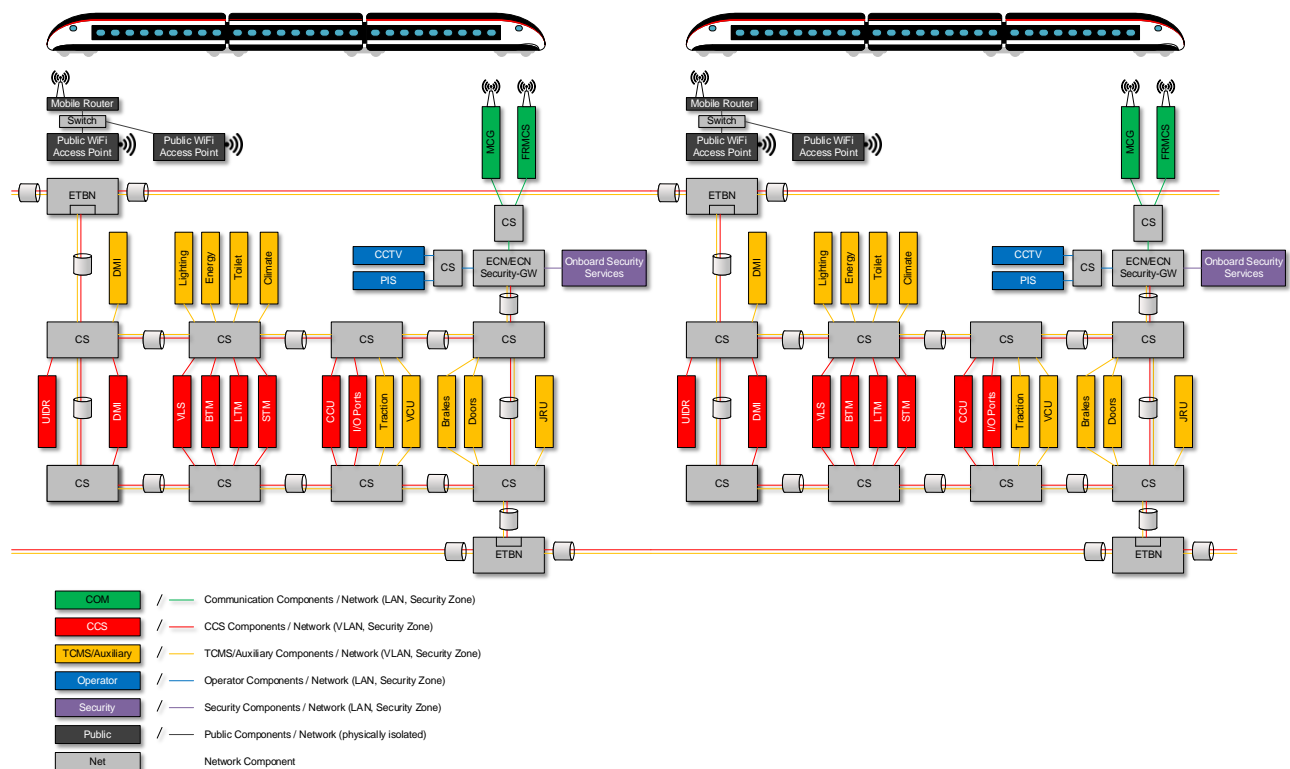 Mobile Router
Switch
Public WiFi
Access Point
Public WiFi
Access Point
MCG
FRMCS
ETBN
CS
DMI
Lighting
Energy
Toilet
Climate
CCTV
PIS
CS
ECN/ECN
Security-GW
Onboard Security
Services
CS
CS
CS
CS
UIDR
DMI
VLS
BTM
LTM
STM
CCU
I/O Ports
Traction
VCU
Brakes
Doors
JRU
CS
CS
CS
CS
ETBN
Mobile Router
Switch
Public WiFi
Access Point
Public WiFi
Access Point
MCG
FRMCS
ETBN
CS
DMI
Lighting
Energy
Toilet
Climate
CCTV
PIS
CS
ECN/ECN
Security-GW
Onboard Security
Services
CS
CS
CS
CS
UIDR
DMI
VLS
BTM
LTM
STM
CCU
I/O Ports
Traction
VCU
Brakes
Doors
JRU
CS
CS
CS
CS
ETBN
COM / Communication Components / Network (LAN, Security Zone)
CCS / CCS Components / Network (VLAN, Security Zone)
TCMS/Auxiliary / TCMS/Auxiliary Components / Network (VLAN, Security Zone)
Operator / Operator Components / Network (LAN, Security Zone)
Security / Security Components / Network (LAN, Security Zone)
Public / Public Components / Network (physically isolated)
Net Network Component